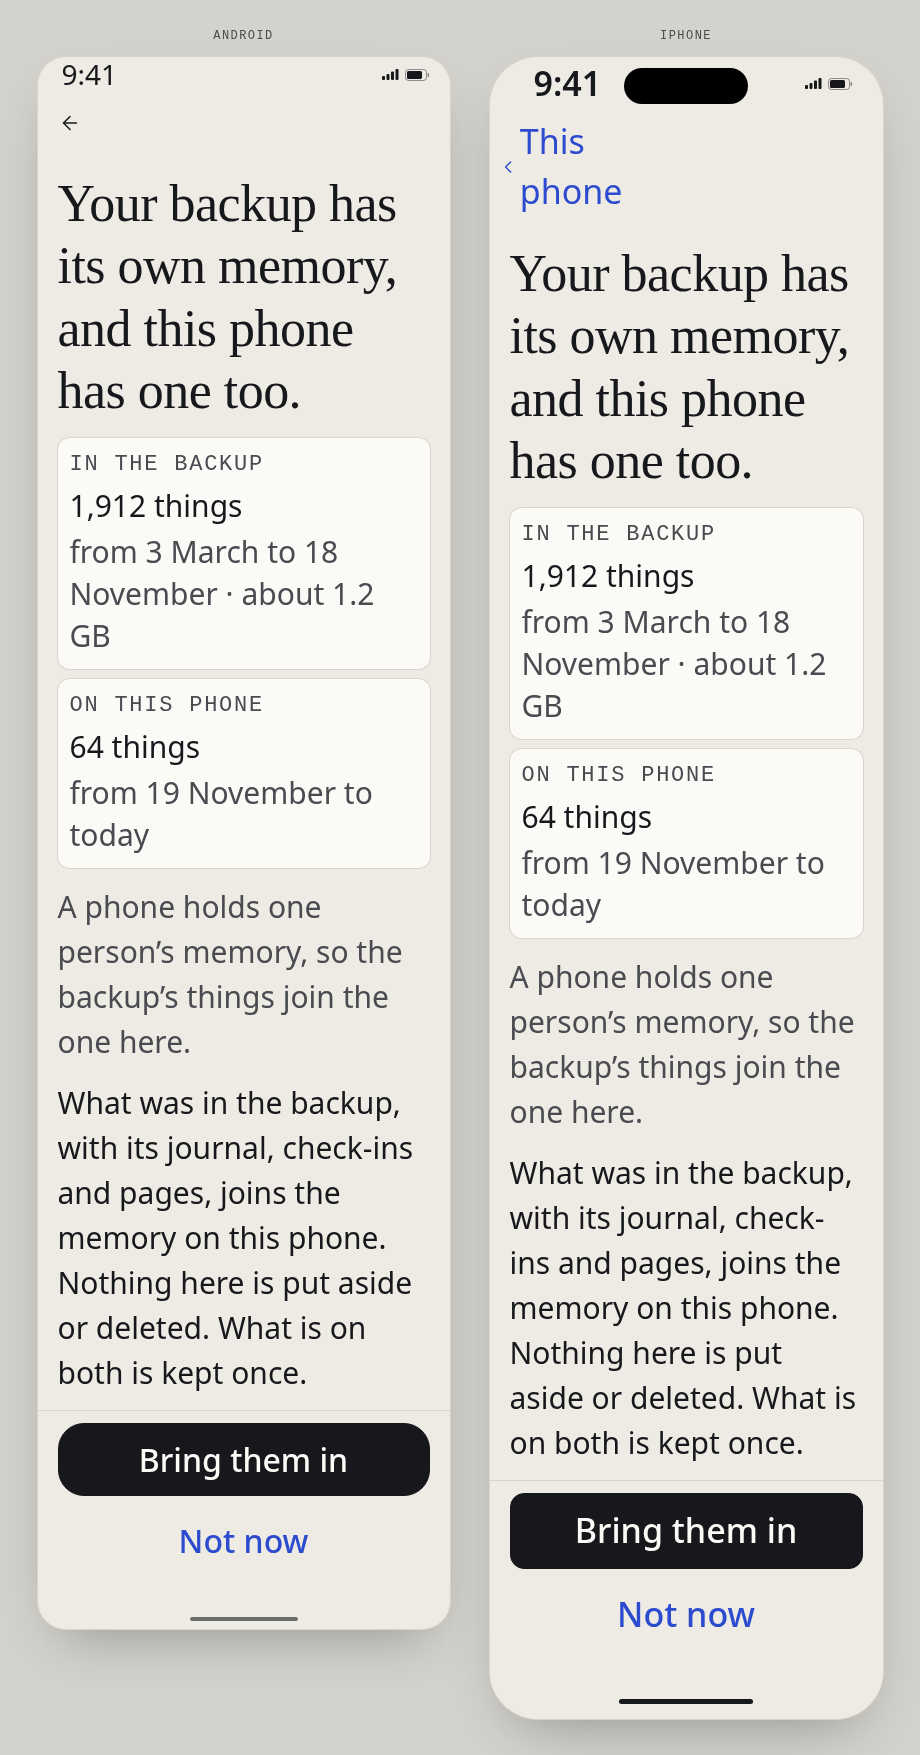 ANDROID
9:41
Your backup has
its own memory,
and this phone
has one too.
IN THE BACKUP
1,912 things
from 3 March to 18
November · about 1.2
GB
ON THIS PHONE
64 things
from 19 November to
today
A phone holds one
person’s memory, so the
backup’s things join the
one here.
What was in the backup,
with its journal, check-ins
and pages, joins the
memory on this phone.
Nothing here is put aside
or deleted. What is on
both is kept once.
Bring them in
Not now
IPHONE
9:41
This
phone
Your backup has
its own memory,
and this phone
has one too.
IN THE BACKUP
1,912 things
from 3 March to 18
November · about 1.2
GB
ON THIS PHONE
64 things
from 19 November to
today
A phone holds one
person’s memory, so the
backup’s things join the
one here.
What was in the backup,
with its journal, check-
ins and pages, joins the
memory on this phone.
Nothing here is put
aside or deleted. What is
on both is kept once.
Bring them in
Not now